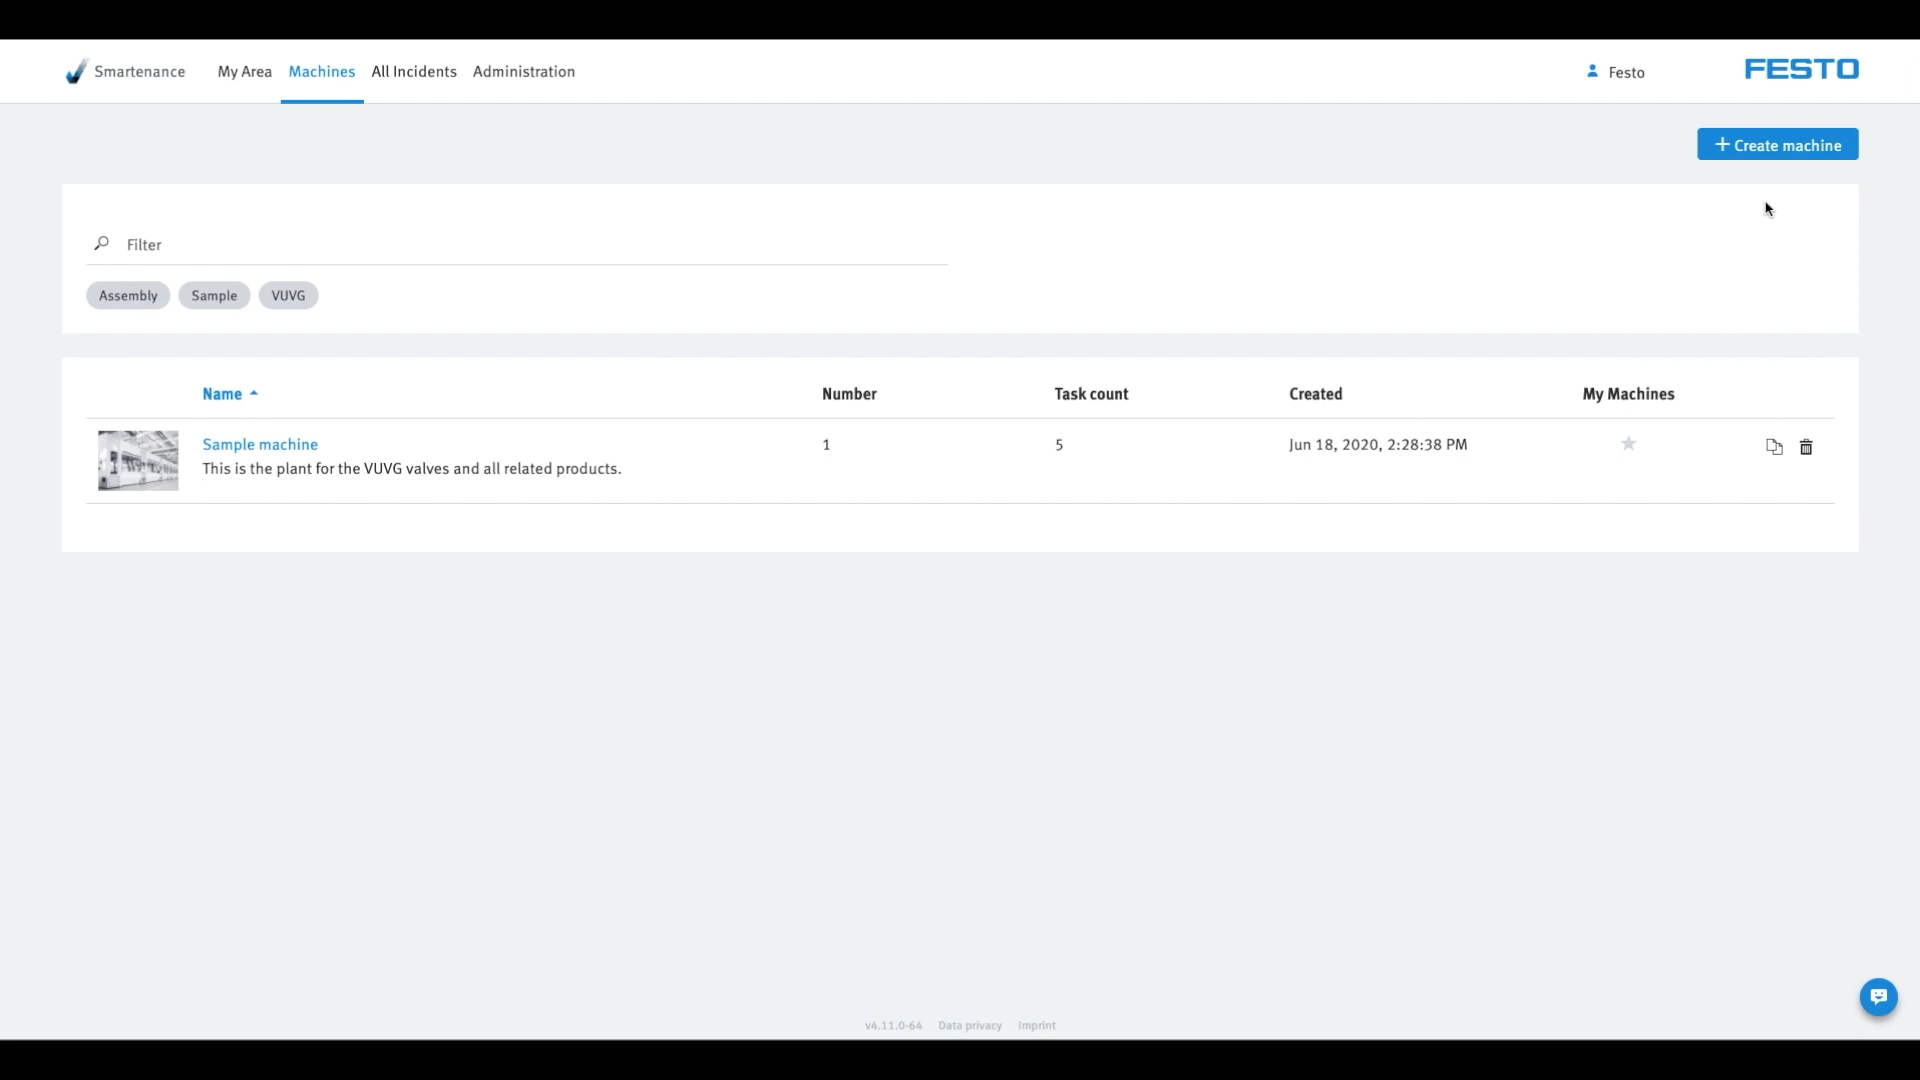 Smartenance My Area Machines All Incidents Administration Festo FESTO
Create machine
Filter
Assembly Sample VUVG
Name Number Task count Created My Machines
Sample machine 1 5 Jun 18, 2020, 2:28:38 PM
This is the plant for the VUVG valves and all related products.
v4.11.0-64 Data privacy Imprint